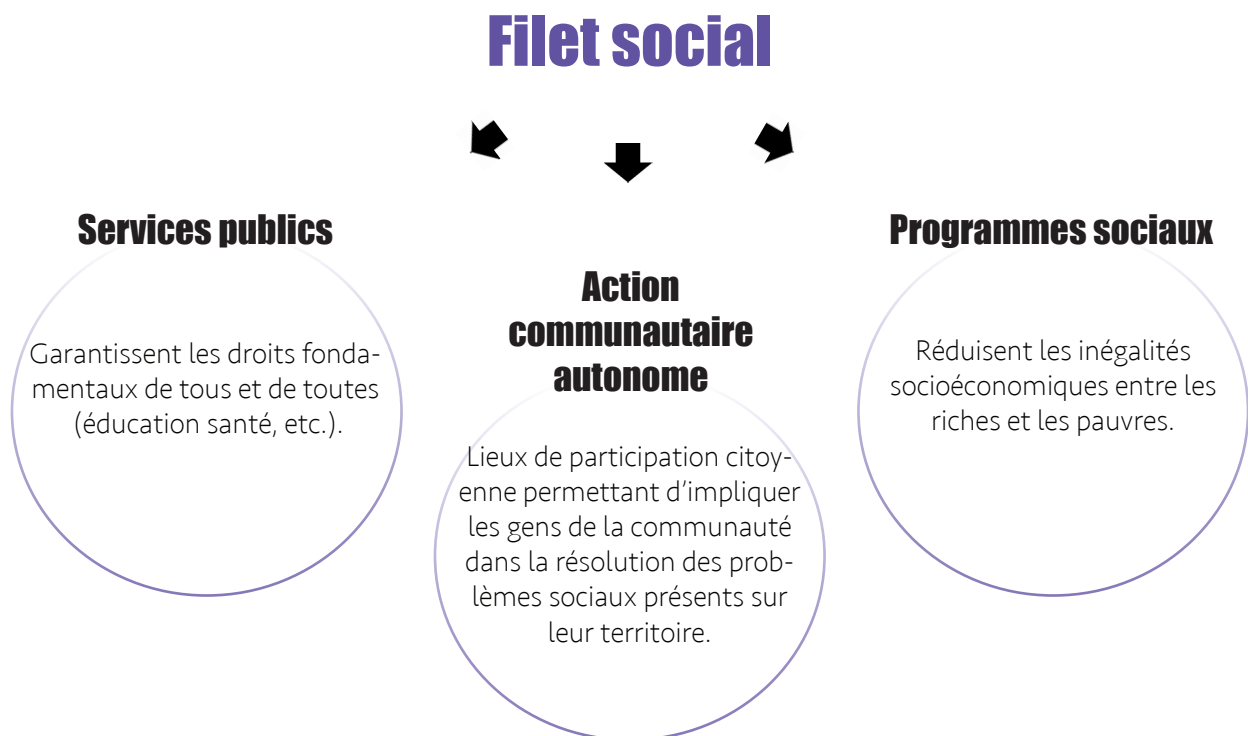 Filet social
Services publics
Garantissent les droits fonda-
mentaux de tous et de toutes
(éducation santé, etc.).
Action
communautaire
autonome
Lieux de participation citoy-
enne permettant d’impliquer
les gens de la communauté
dans la résolution des prob-
lèmes sociaux présents sur
leur territoire.
Programmes sociaux
Réduisent les inégalités
socioéconomiques entre les
riches et les pauvres.